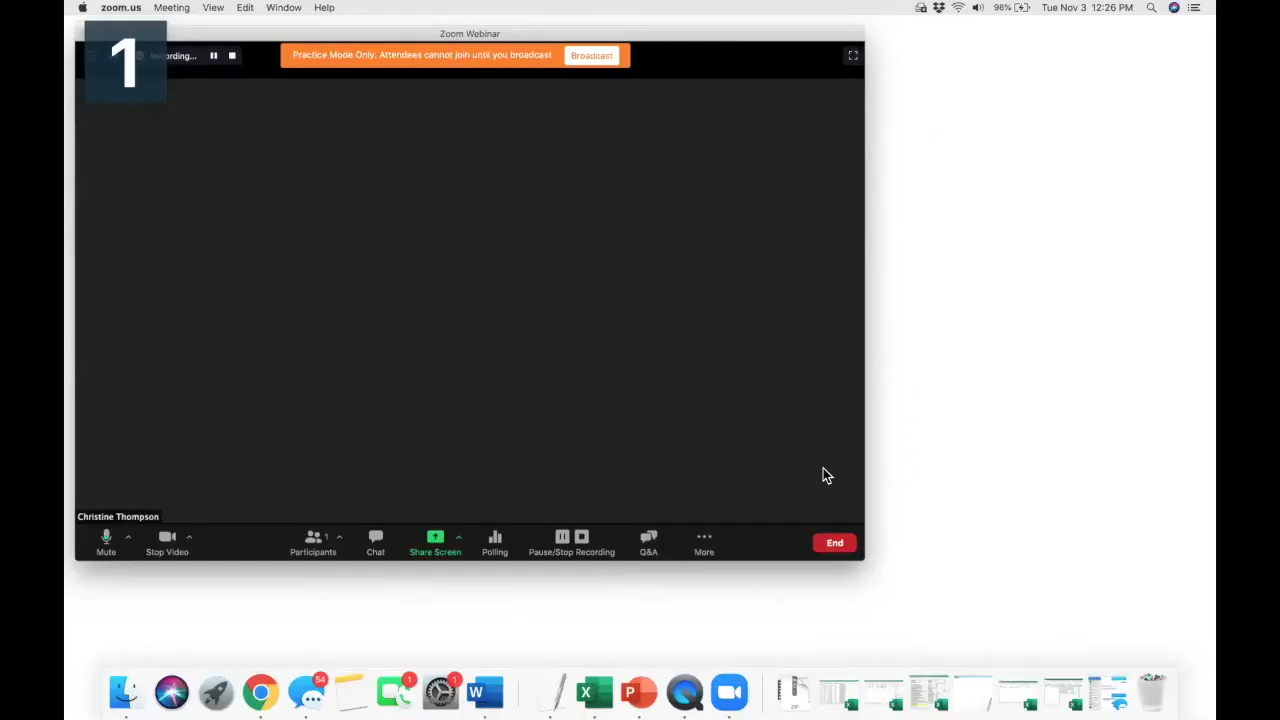 zoom.us Meeting View Edit Window Help 98% Tue Nov 3 12:26 PM
Zoom Webinar
1
Recording...
Practice Mode Only: Attendees cannot join until you broadcast Broadcast
Christine Thompson
1
Mute Stop Video Participants Chat Share Screen Polling Pause/Stop Recording Q&A More End
54 1 1
W X P
ZIP